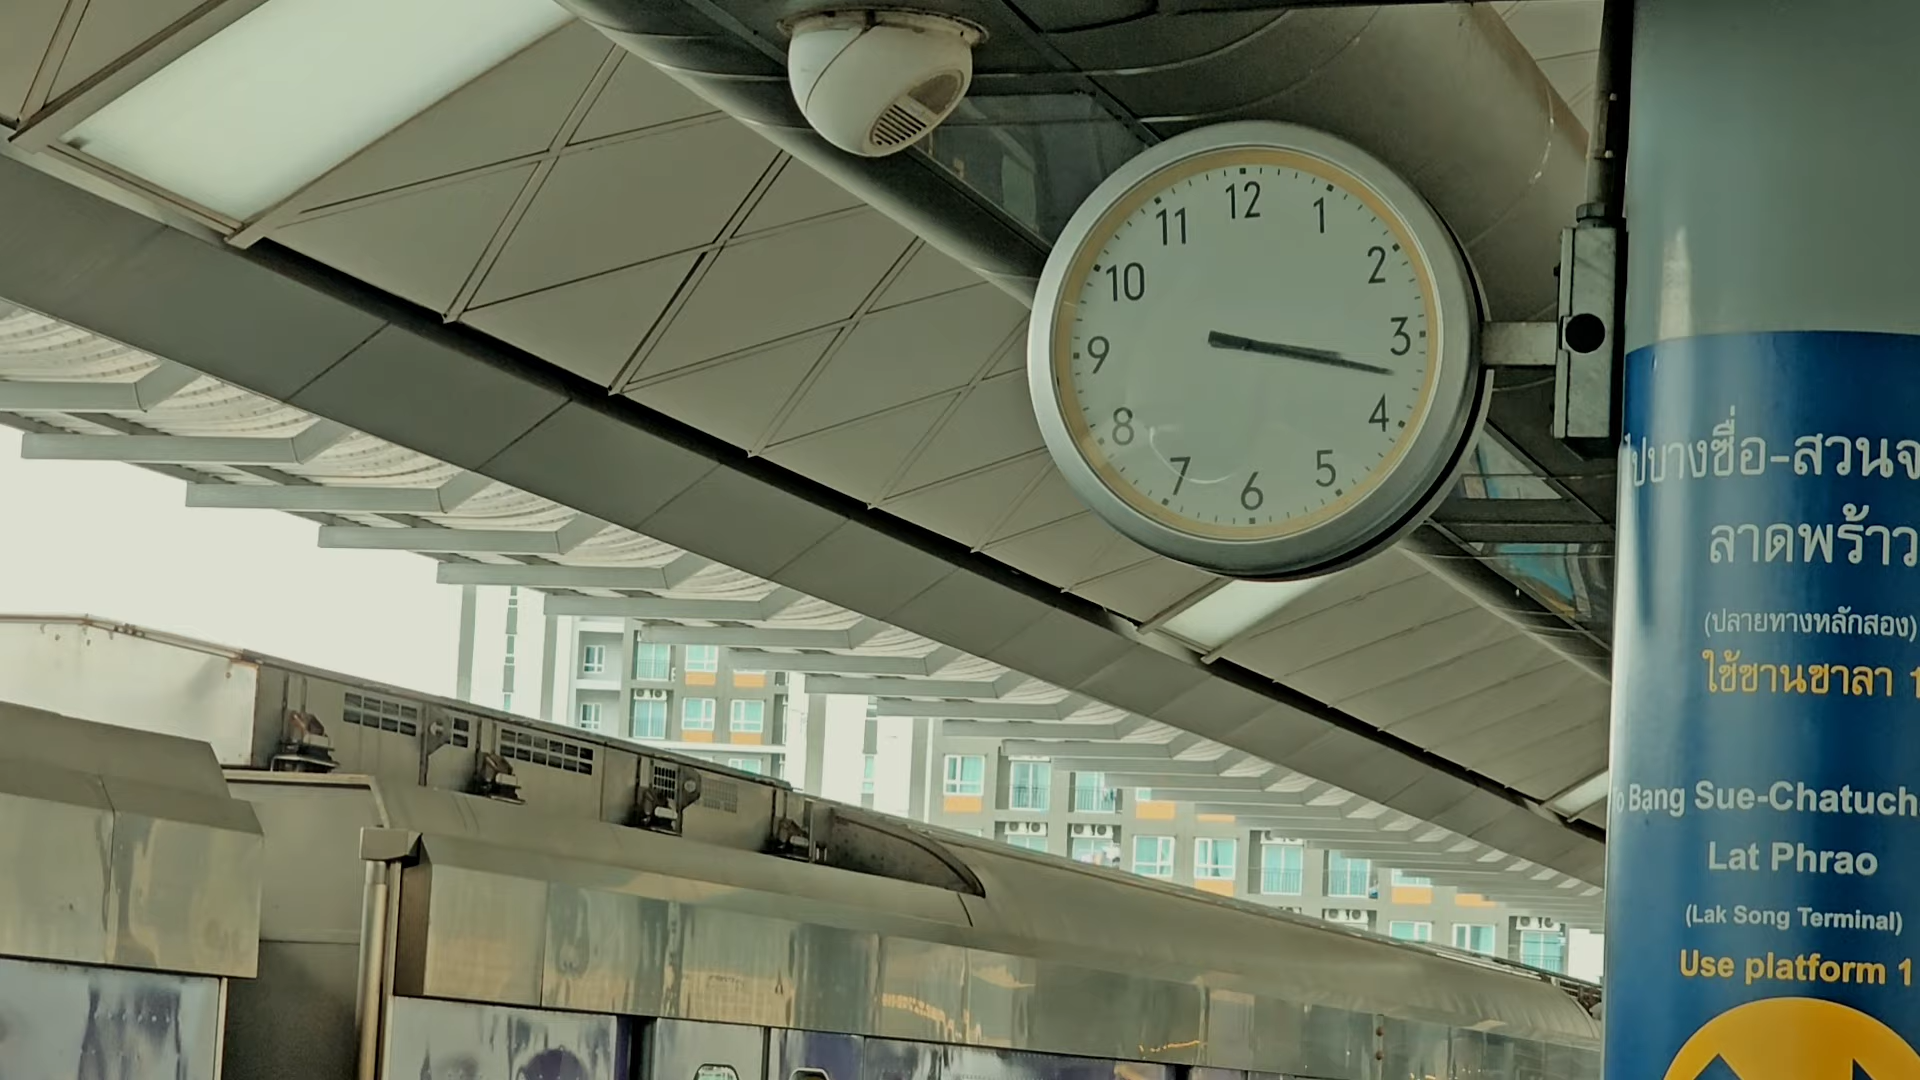 12
11
1
10
2
9
3
8
4
7
5
6
ไปบางซื่อ-สวนจ
ลาดพร้าว
(ปลายทางหลักสอง)
ใช้ชานชาลา 1
To Bang Sue-Chatuch
Lat Phrao
(Lak Song Terminal)
Use platform 1